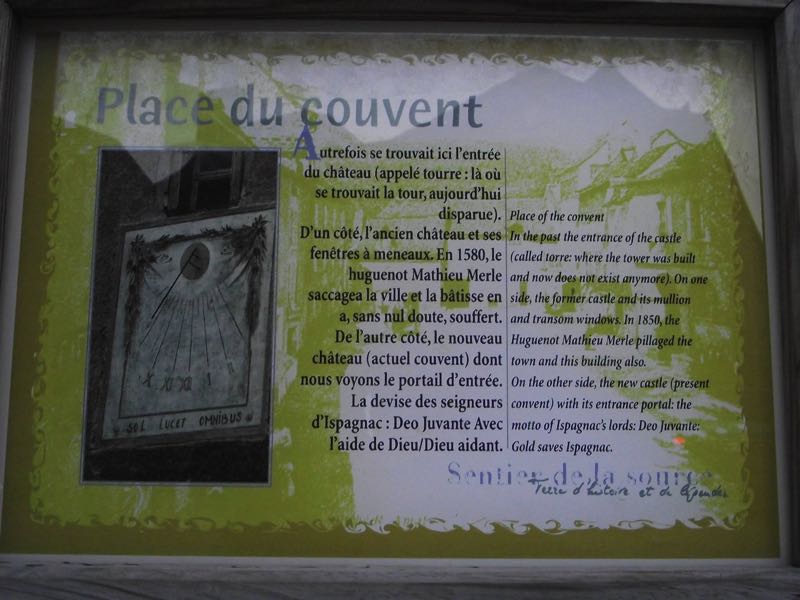 Place du couvent
Autrefois se trouvait ici l'entrée
du château (appelé tourre : là où
se trouvait la tour, aujourd'hui
disparue).
D'un côté, l'ancien château et ses
fenêtres à meneaux. En 1580, le
huguenot Mathieu Merle
saccagea la ville et la bâtisse en
a, sans nul doute, souffert.
De l'autre côté, le nouveau
château (actuel couvent) dont
nous voyons le portail d'entrée.
La devise des seigneurs
d'Ispagnac : Deo Juvante Avec
l'aide de Dieu/Dieu aidant.
Place of the convent
In the past the entrance of the castle
(called torre: where the tower was built
and now does not exist anymore). On one
side, the former castle and its mullion
and transom windows. In 1850, the
Huguenot Mathieu Merle pillaged the
town and this building also.
On the other side, the new castle (present
convent) with its entrance portal: the
motto of Ispagnac's lords: Deo Juvante:
Gold saves Ispagnac.
SOL LUCET OMNIBUS
Sentier de la source
Terre d'histoire et de légendes